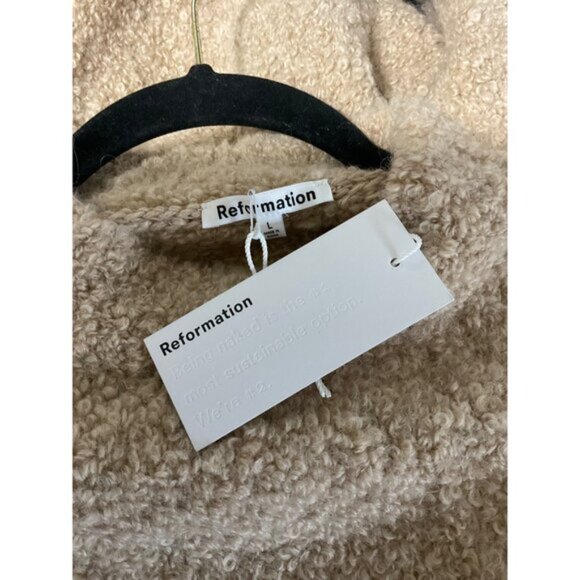 Reformation
L
Reformation
Being naked is the #1
most sustainable option.
We're #2.